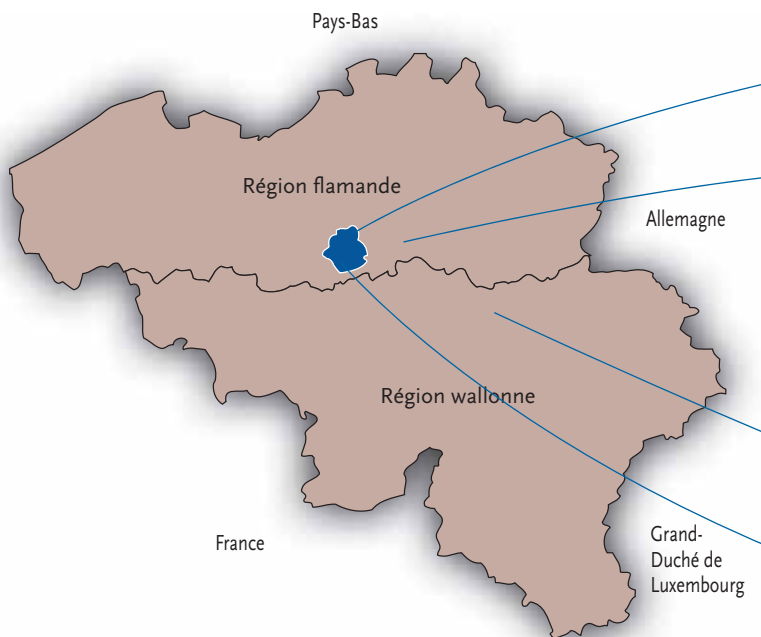 Pays-Bas
Région flamande
Allemagne
Région wallonne
France
Grand-
Duché de
Luxembourg